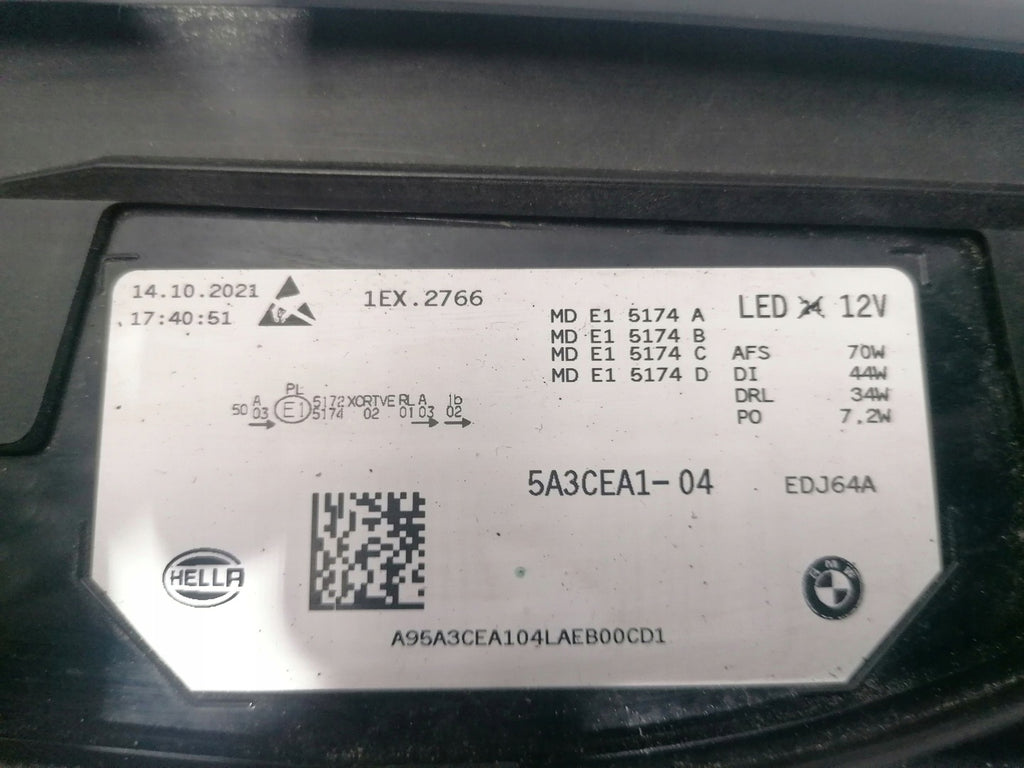 14.10.2021
17:40:51
1EX.2766
MD E1 5174 A
MD E1 5174 B
MD E1 5174 C
MD E1 5174 D
LED 12V
AFS 70W
DI 44W
DRL 34W
PO 7.2W
PL
50 A 03 E1 5172 XCRTVE RL A 1b
5174 02 01 03 02
5A3CEA1-04
EDJ64A
HELLA
BMW
A95A3CEA104LAEB00CD1